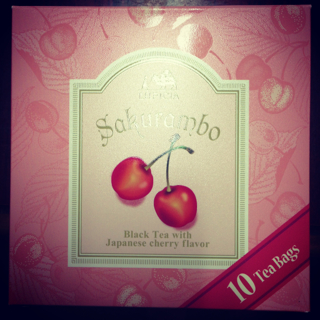 Sakurambo
Black Tea with
Japanese cherry flavor
10 Tea Bags